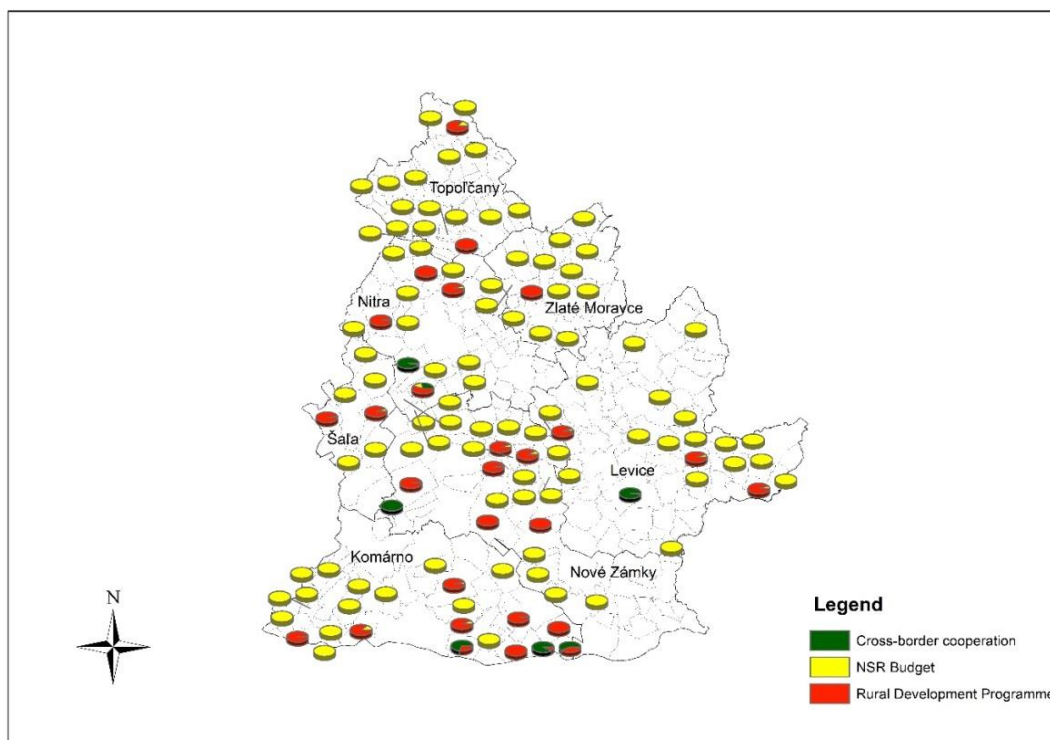 Topoľčany
Nitra
Zlaté Moravce
Šaľa
Levice
Komárno
Nové Zámky
N
Legend
Cross-border cooperation
NSR Budget
Rural Development Programme